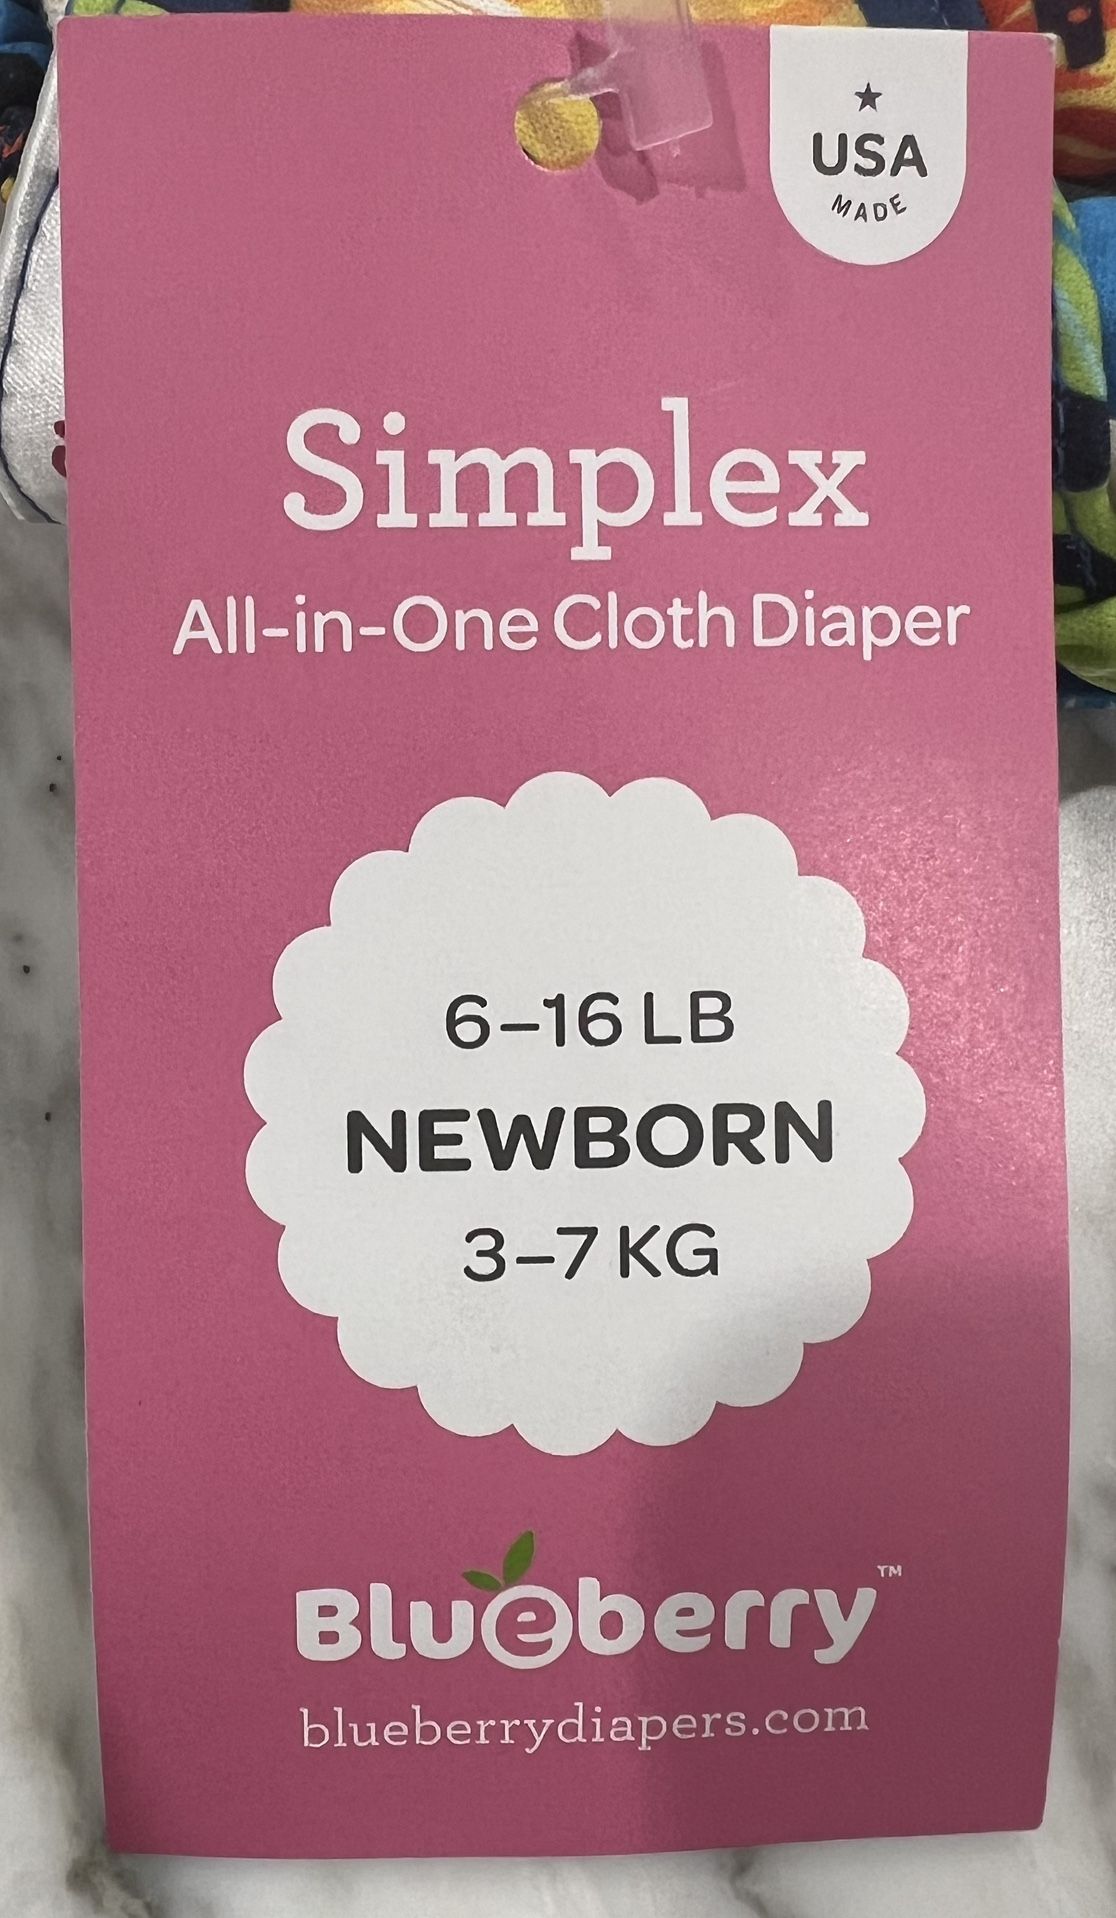 ★
USA
MADE
Simplex
All-in-One Cloth Diaper
6–16 LB
NEWBORN
3–7 KG
Blueberry™
blueberrydiapers.com